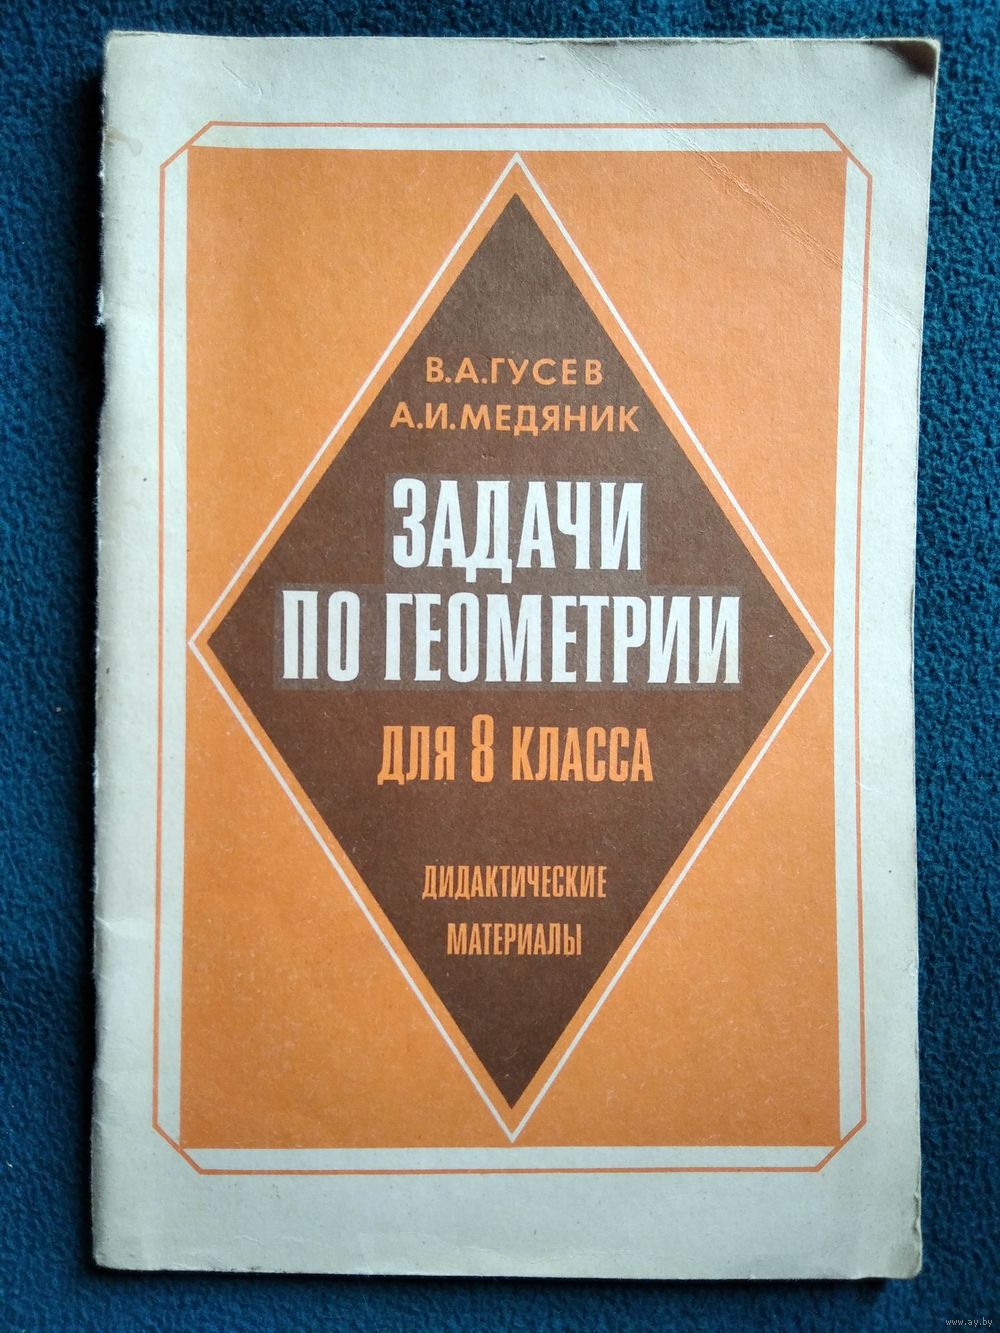 В.А.ГУСЕВ
А.И.МЕДЯНИК
ЗАДАЧИ
ПО ГЕОМЕТРИИ
ДЛЯ 8 КЛАССА
ДИДАКТИЧЕСКИЕ
МАТЕРИАЛЫ
www.ay.by